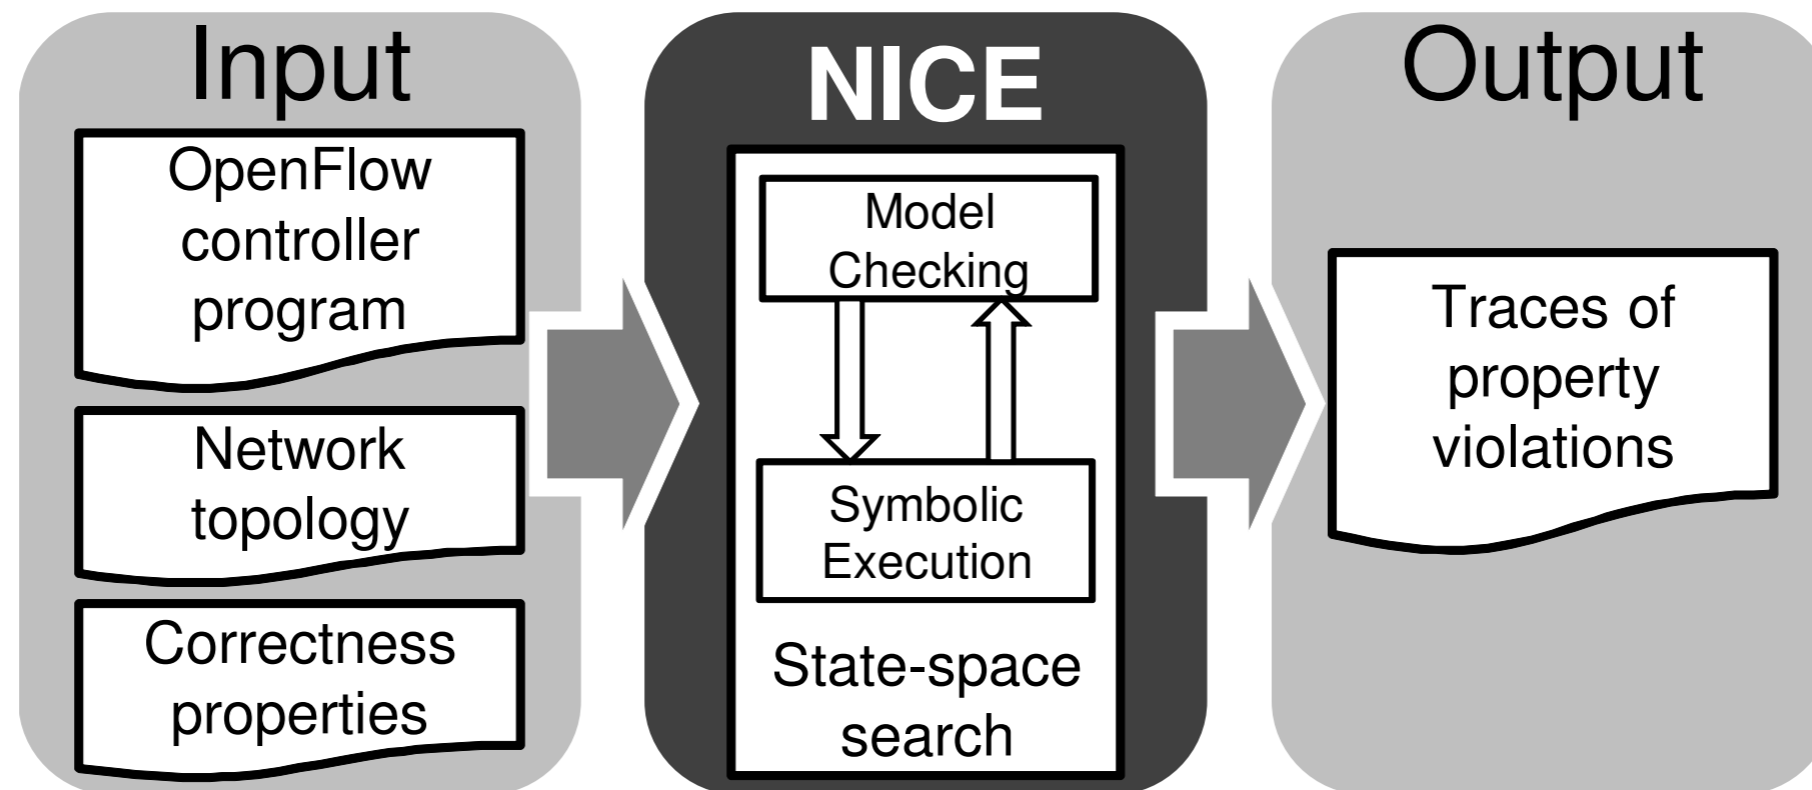 Input
OpenFlow
controller
program
Network
topology
Correctness
properties
NICE
Model
Checking
Symbolic
Execution
State-space
search
Output
Traces of
property
violations